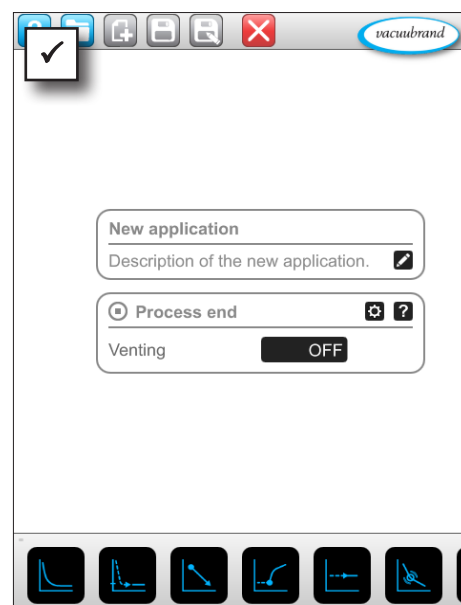 vacuubrand
New application
Description of the new application.
Process end
?
Venting
OFF